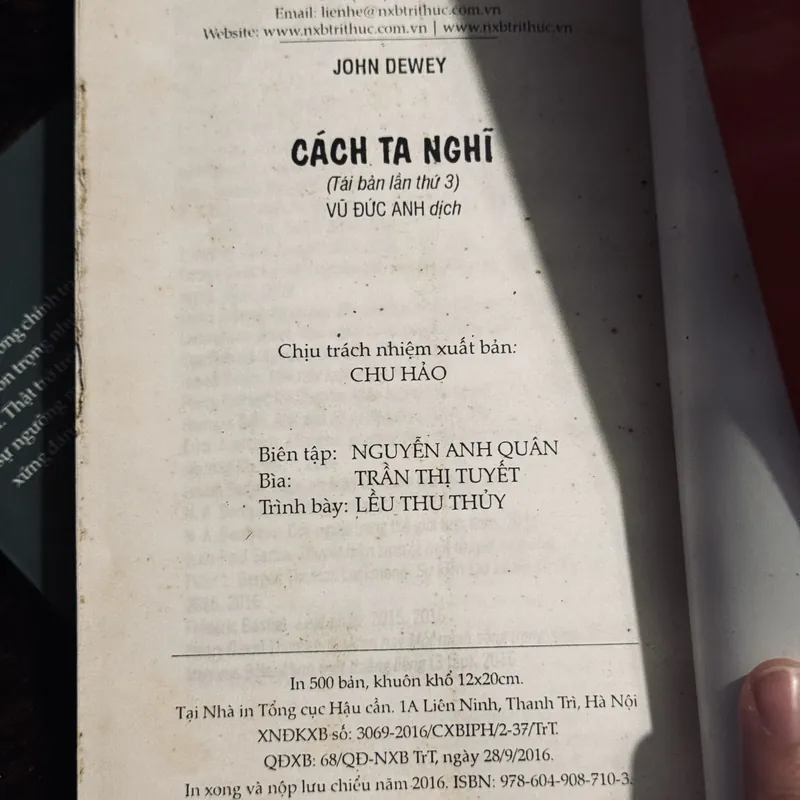 Email: lienhe@nxbtrithuc.com.vn
Website: www.nxbtrithuc.com.vn | www.nxbtrithuc.vn
JOHN DEWEY
CÁCH TA NGHĨ
(Tái bản lần thứ 3)
VŨ ĐỨC ANH dịch
Chịu trách nhiệm xuất bản:
CHU HẢO
Biên tập: NGUYỄN ANH QUÂN
Bìa: TRẦN THỊ TUYẾT
Trình bày: LỀU THU THỦY
In 500 bản, khuôn khổ 12x20cm.
Tại Nhà in Tổng cục Hậu cần. 1A Liên Ninh, Thanh Trì, Hà Nội
XNĐKXB số: 3069-2016/CXBIPH/2-37/TrT.
QĐXB: 68/QĐ-NXB TrT, ngày 28/9/2016.
In xong và nộp lưu chiểu năm 2016. ISBN: 978-604-908-710-3.
chính
trọng
Thật
ngưỡng
xứng